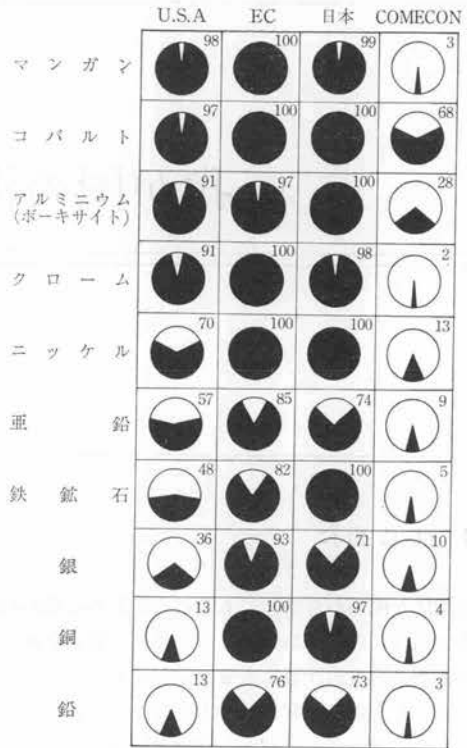 U.S.A EC 日本 COMECON
マンガン 98 100 99 3
コバルト 97 100 100 68
アルミニウム 91 97 100 28
(ボーキサイト)
クローム 91 100 98 2
ニッケル 70 100 100 13
亜鉛 57 85 74 9
鉄鉱石 48 82 100 5
銀 36 93 71 10
銅 13 100 97 4
鉛 13 76 73 3